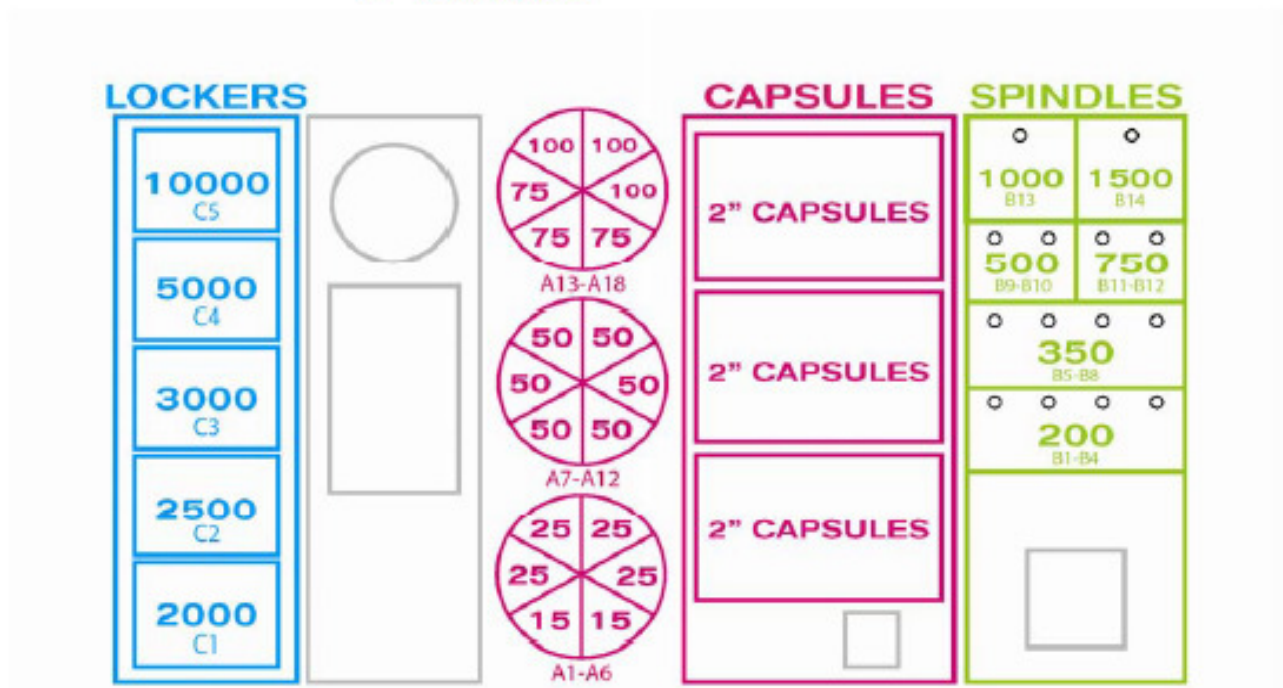 LOCKERS
10000
C5
5000
C4
3000
C3
2500
C2
2000
C1
100 100
75 100
75 75
A13-A18
50 50
50 50
50 50
A7-A12
25 25
25 25
15 15
A1-A6
CAPSULES
2” CAPSULES
2” CAPSULES
2” CAPSULES
SPINDLES
1000 1500
B13 B14
500 750
B9-B10 B11-B12
350
B5-B8
200
B1-B4